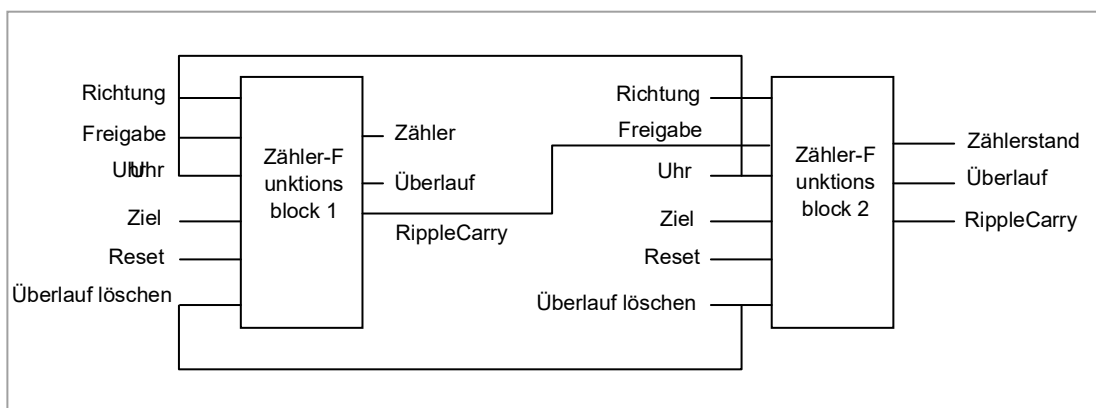 Richtung
Freigabe
Uhr
Uhr
Ziel
Reset
Überlauf löschen
Zähler-F
unktions
block 1
Zähler
Überlauf
RippleCarry
Richtung
Freigabe
Uhr
Ziel
Reset
Überlauf löschen
Zähler-F
unktions
block 2
Zählerstand
Überlauf
RippleCarry